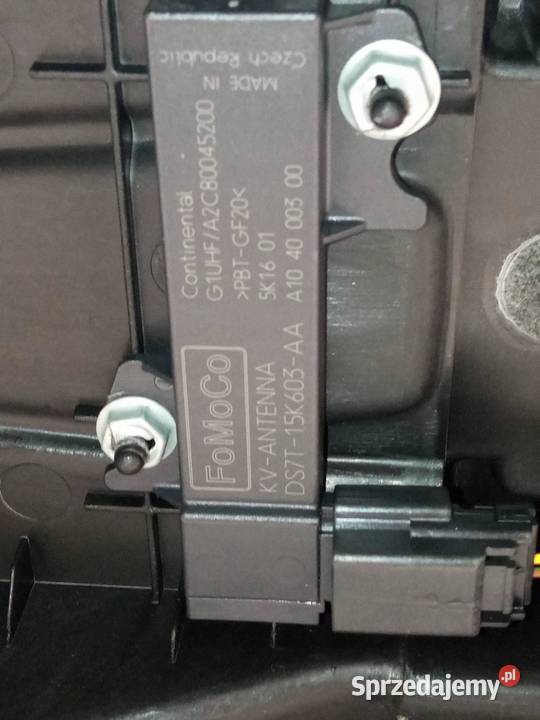 FoMoCo
KV-ANTENNA
DS7T-15K603-AA
Continental
G1UHF/A2C80045200
>PBT-GF20<
5K16 01
A10 40 003 00
MADE IN
Czech Republic
Sprzedajemy.pl